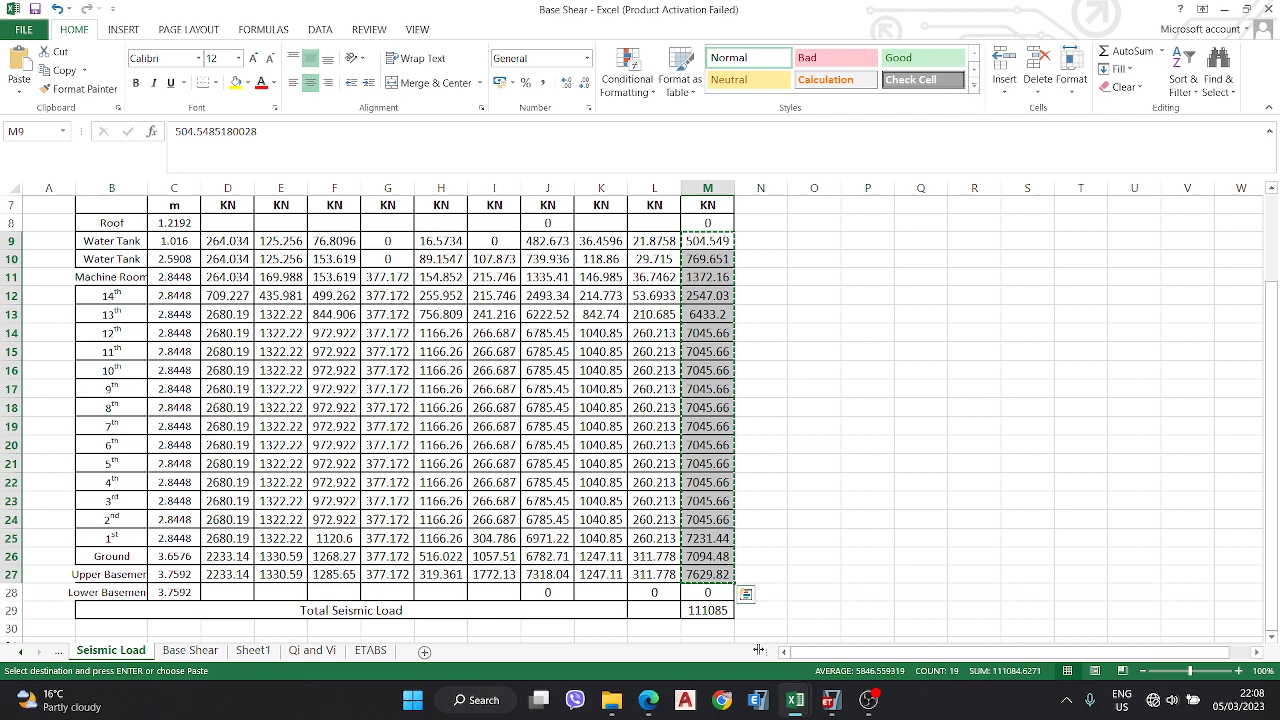 Base Shear - Excel (Product Activation Failed)
FILE HOME INSERT PAGE LAYOUT FORMULAS DATA REVIEW VIEW Microsoft account
Paste
Cut
Copy
Format Painter
Clipboard
Calibri 12
Font
Wrap Text
Merge & Center
Alignment
General
Number
Conditional Formatting
Format as Table
Normal Bad Good
Neutral Calculation Check Cell
Styles
Insert Delete Format
Cells
AutoSum
Fill
Clear
Sort & Filter
Find & Select
Editing
M9 504.5485180028
A B C D E F G H I J K L M N O P Q R S T U V W
7 m KN KN KN KN KN KN KN KN KN KN
8 Roof 1.2192 0 0
9 Water Tank 1.016 264.034 125.256 76.8096 0 16.5734 0 482.673 36.4596 21.8758 504.549
10 Water Tank 2.5908 264.034 125.256 153.619 0 89.1547 107.873 739.936 118.86 29.715 769.651
11 Machine Room 2.8448 264.034 169.988 153.619 377.172 154.852 215.746 1335.41 146.985 36.7462 1372.16
12 14th 2.8448 709.227 435.981 499.262 377.172 255.952 215.746 2493.34 214.773 53.6933 2547.03
13 13th 2.8448 2680.19 1322.22 844.906 377.172 756.809 241.216 6222.52 842.74 210.685 6433.2
14 12th 2.8448 2680.19 1322.22 972.922 377.172 1166.26 266.687 6785.45 1040.85 260.213 7045.66
15 11th 2.8448 2680.19 1322.22 972.922 377.172 1166.26 266.687 6785.45 1040.85 260.213 7045.66
16 10th 2.8448 2680.19 1322.22 972.922 377.172 1166.26 266.687 6785.45 1040.85 260.213 7045.66
17 9th 2.8448 2680.19 1322.22 972.922 377.172 1166.26 266.687 6785.45 1040.85 260.213 7045.66
18 8th 2.8448 2680.19 1322.22 972.922 377.172 1166.26 266.687 6785.45 1040.85 260.213 7045.66
19 7th 2.8448 2680.19 1322.22 972.922 377.172 1166.26 266.687 6785.45 1040.85 260.213 7045.66
20 6th 2.8448 2680.19 1322.22 972.922 377.172 1166.26 266.687 6785.45 1040.85 260.213 7045.66
21 5th 2.8448 2680.19 1322.22 972.922 377.172 1166.26 266.687 6785.45 1040.85 260.213 7045.66
22 4th 2.8448 2680.19 1322.22 972.922 377.172 1166.26 266.687 6785.45 1040.85 260.213 7045.66
23 3rd 2.8448 2680.19 1322.22 972.922 377.172 1166.26 266.687 6785.45 1040.85 260.213 7045.66
24 2nd 2.8448 2680.19 1322.22 972.922 377.172 1166.26 266.687 6785.45 1040.85 260.213 7045.66
25 1st 2.8448 2680.19 1322.22 1120.6 377.172 1166.26 304.786 6971.22 1040.85 260.213 7231.44
26 Ground 3.6576 2233.14 1330.59 1268.27 377.172 516.022 1057.51 6782.71 1247.11 311.778 7094.48
27 Upper Basemen 3.7592 2233.14 1330.59 1285.65 377.172 319.361 1772.13 7318.04 1247.11 311.778 7629.82
28 Lower Basemen 3.7592 0 0 0
29 Total Seismic Load 111085
30
... Seismic Load Base Shear Sheet1 Qi and Vi ETABS
Select destination and press ENTER or choose Paste AVERAGE: 5846.559319 COUNT: 19 SUM: 111084.6271 100%
16°C
Partly cloudy
Search
ENG
US
22:08
05/03/2023